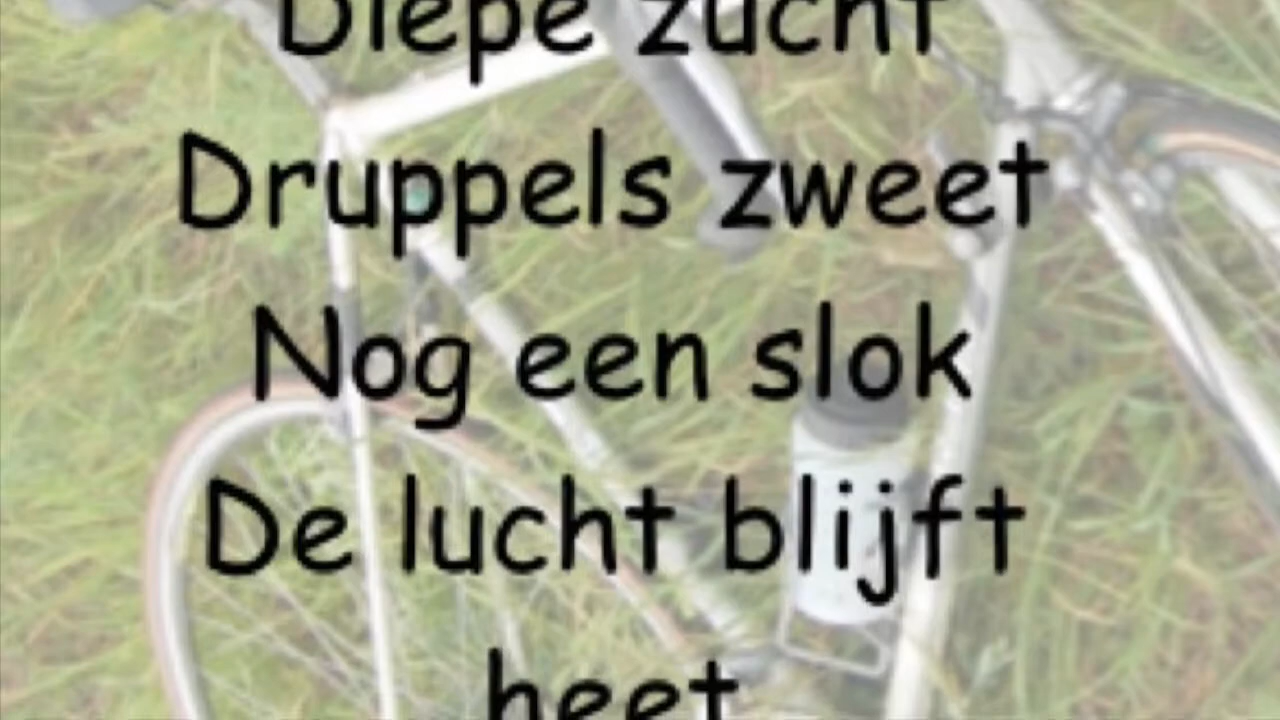 Diepe zucht
Druppels zweet
Nog een slok
De lucht blijft
heet